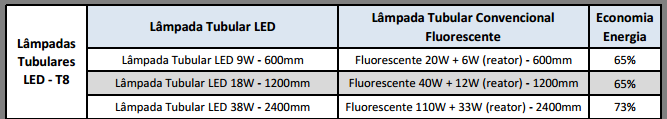 Lâmpadas Tubulares LED - T8
Lâmpada Tubular LED
Lâmpada Tubular Convencional Fluorescente
Economia Energia
Lâmpada Tubular LED 9W - 600mm
Fluorescente 20W + 6W (reator) - 600mm
65%
Lâmpada Tubular LED 18W - 1200mm
Fluorescente 40W + 12W (reator) - 1200mm
65%
Lâmpada Tubular LED 38W - 2400mm
Fluorescente 110W + 33W (reator) - 2400mm
73%